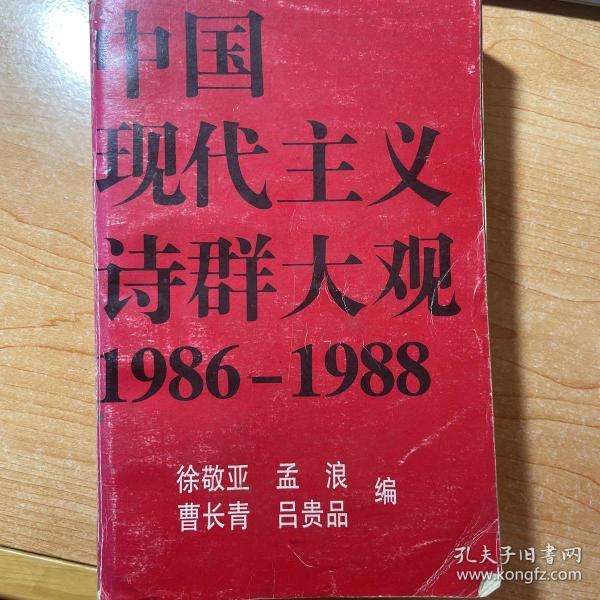 中国
现代主义
诗群大观
1986-1988
徐敬亚 孟浪
曹长青 吕贵品 编
孔夫子旧书网
www.kongfz.com